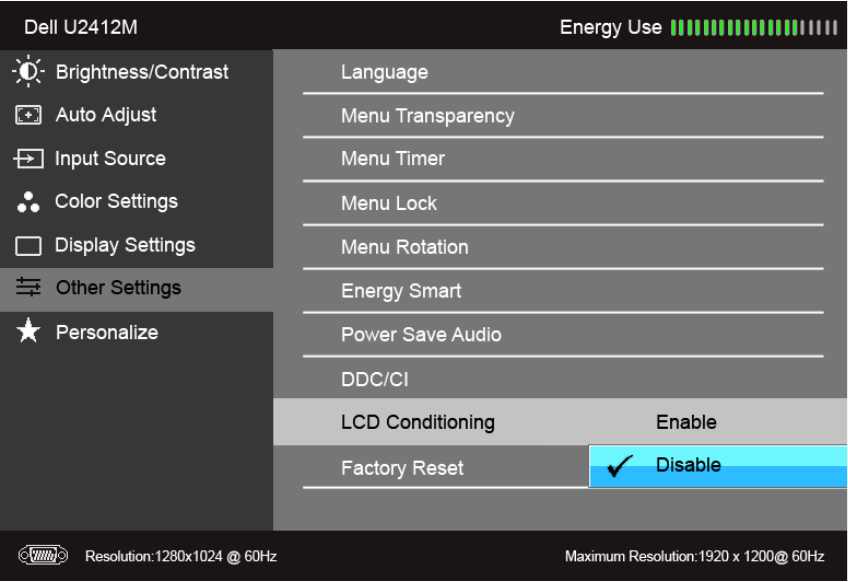 Dell U2412M
Energy Use
Brightness/Contrast
Auto Adjust
Input Source
Color Settings
Display Settings
Other Settings
Personalize
Language
Menu Transparency
Menu Timer
Menu Lock
Menu Rotation
Energy Smart
Power Save Audio
DDC/CI
LCD Conditioning
Enable
Factory Reset
Disable
Resolution:1280x1024 @ 60Hz
Maximum Resolution:1920 x 1200@ 60Hz